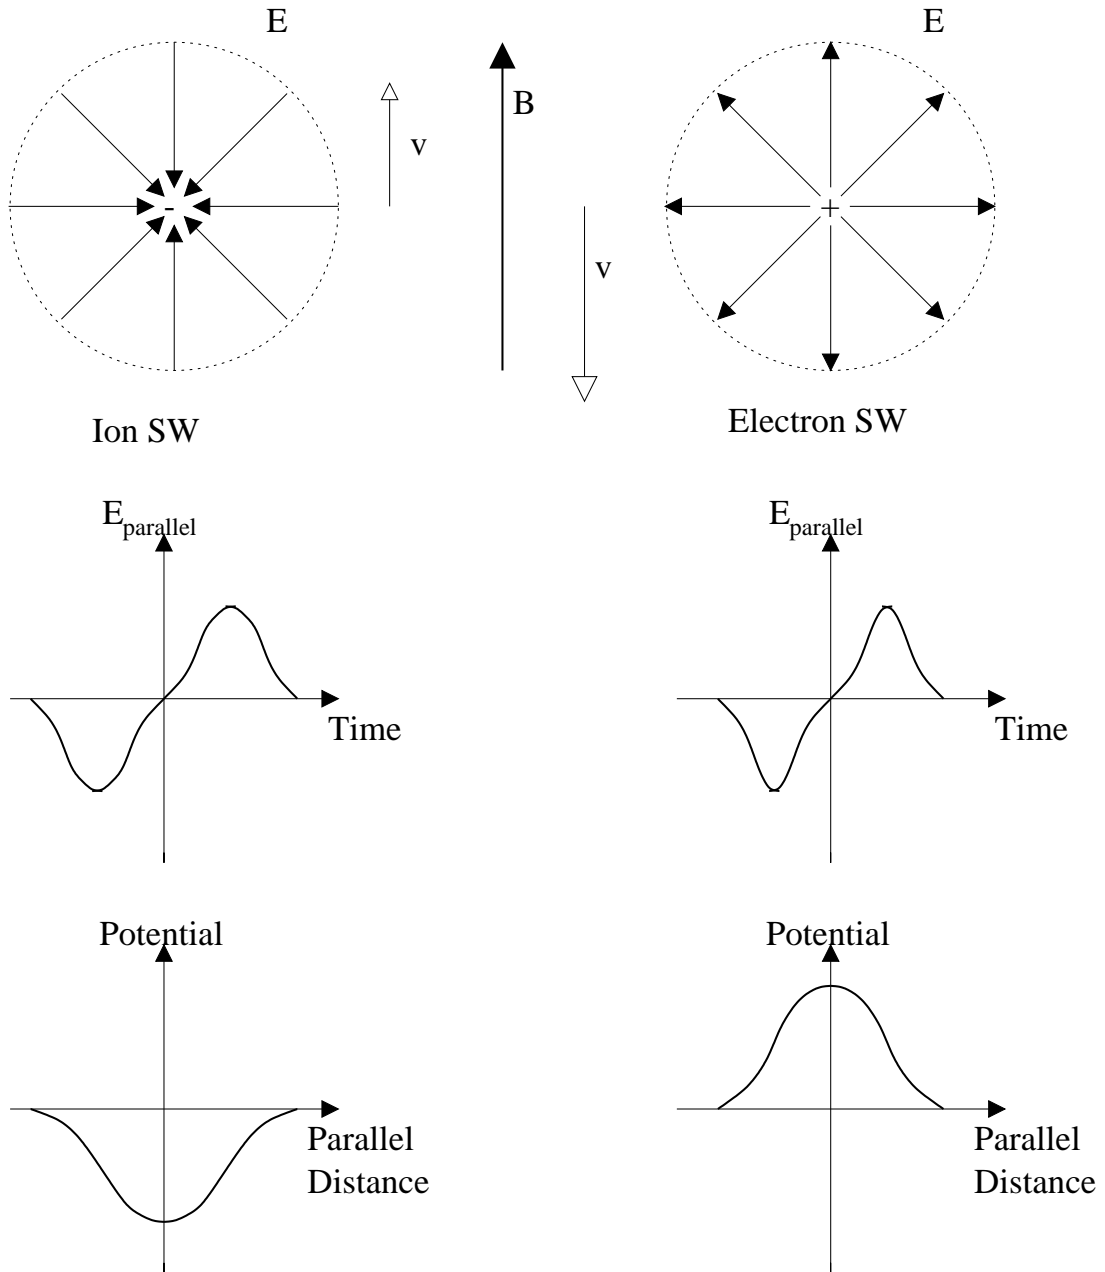 E
E
B
v
v
-
+
Ion SW
Electron SW
E_parallel
E_parallel
Time
Time
Potential
Potential
Parallel
Distance
Parallel
Distance